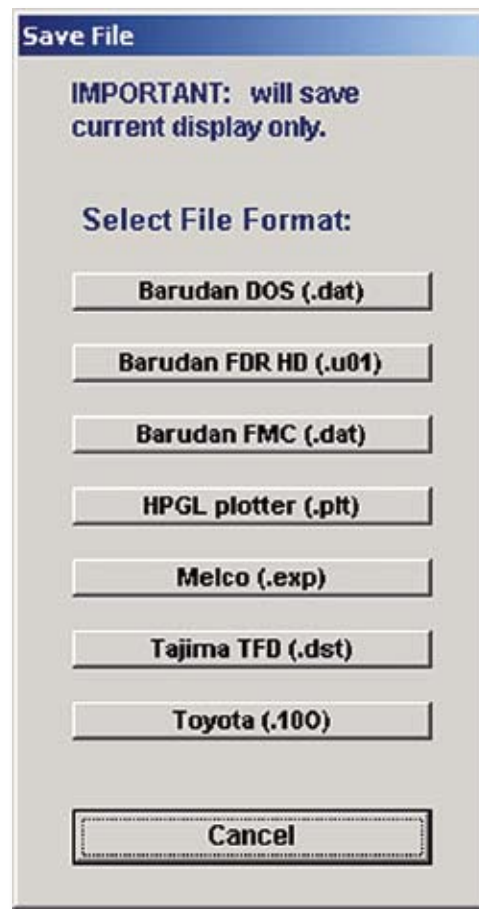 Save File
IMPORTANT: will save
current display only.
Select File Format:
Barudan DOS (.dat)
Barudan FDR HD (.u01)
Barudan FMC (.dat)
HPGL plotter (.plt)
Melco (.exp)
Tajima TFD (.dst)
Toyota (.10O)
Cancel